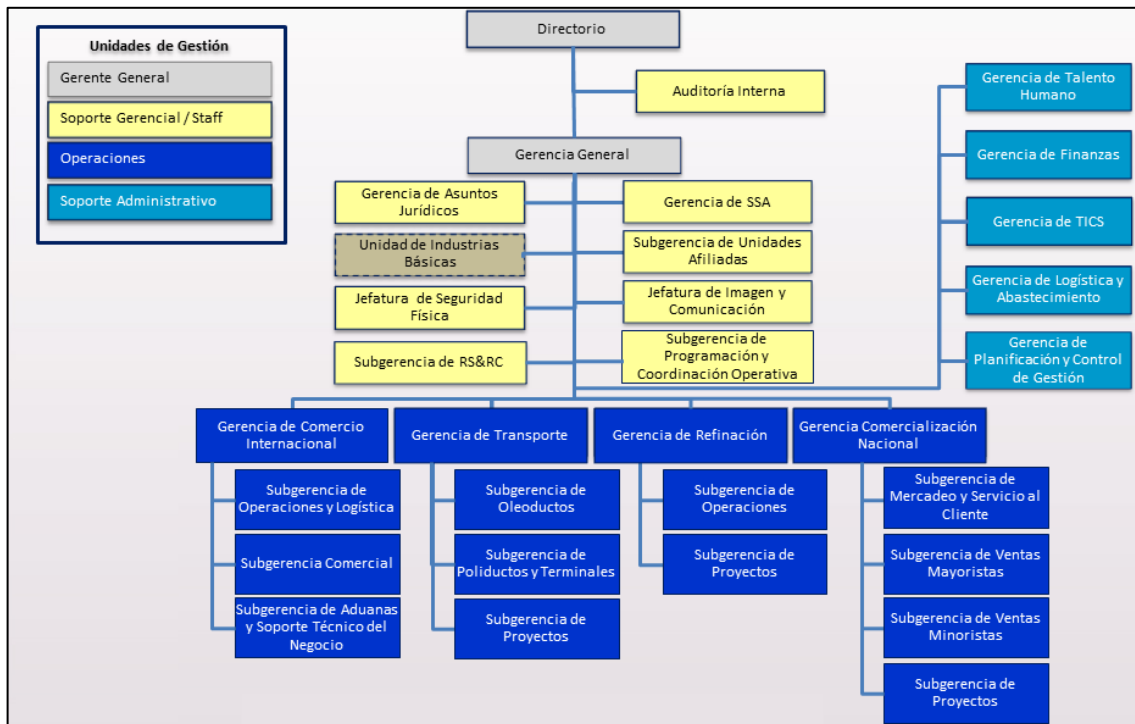 Unidades de Gestión
Gerente General
Soporte Gerencial / Staff
Operaciones
Soporte Administrativo
Directorio
Auditoría Interna
Gerencia General
Gerencia de Asuntos
Jurídicos
Gerencia de SSA
Unidad de Industrias
Básicas
Subgerencia de Unidades
Afiliadas
Jefatura de Seguridad
Física
Jefatura de Imagen y
Comunicación
Subgerencia de RS&RC
Subgerencia de
Programación y
Coordinación Operativa
Gerencia de Talento
Humano
Gerencia de Finanzas
Gerencia de TICS
Gerencia de Logística y
Abastecimiento
Gerencia de
Planificación y Control
de Gestión
Gerencia de Comercio
Internacional
Subgerencia de
Operaciones y Logística
Subgerencia Comercial
Subgerencia de Aduanas
y Soporte Técnico del
Negocio
Gerencia de Transporte
Subgerencia de
Oleoductos
Subgerencia de
Poliductos y Terminales
Subgerencia de
Proyectos
Gerencia de Refinación
Subgerencia de
Operaciones
Subgerencia de
Proyectos
Gerencia Comercialización
Nacional
Subgerencia de
Mercadeo y Servicio al
Cliente
Subgerencia de Ventas
Mayoristas
Subgerencia de Ventas
Minoristas
Subgerencia de
Proyectos